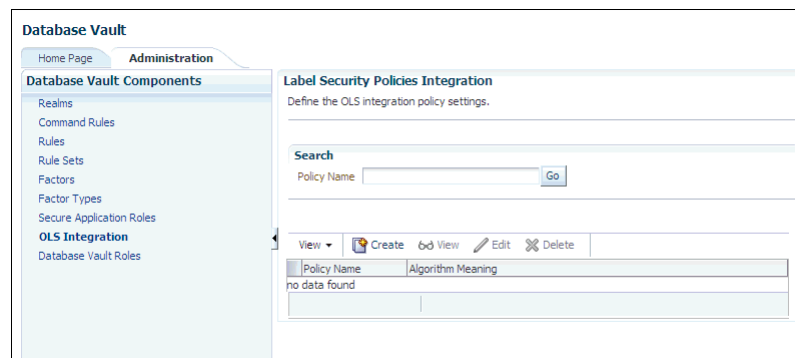 Database Vault
Home Page Administration
Database Vault Components
Realms
Command Rules
Rules
Rule Sets
Factors
Factor Types
Secure Application Roles
OLS Integration
Database Vault Roles
Label Security Policies Integration
Define the OLS integration policy settings.
Search
Policy Name Go
View Create View Edit Delete
Policy Name Algorithm Meaning
no data found